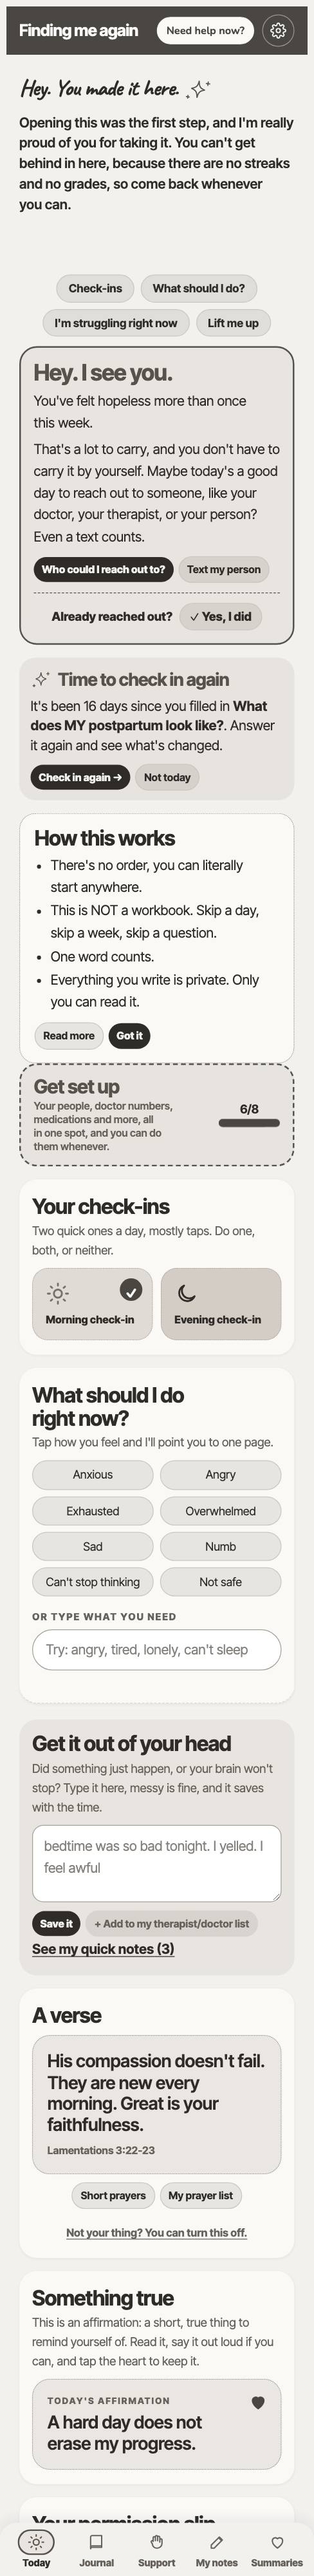 Finding me again
Need help now?
Hey. You made it here.
Opening this was the first step, and I'm really
proud of you for taking it. You can't get
behind in here, because there are no streaks
and no grades, so come back whenever
you can.
Check-ins
What should I do?
I'm struggling right now
Lift me up
Hey. I see you.
You've felt hopeless more than once
this week.
That's a lot to carry, and you don't have to
carry it by yourself. Maybe today's a good
day to reach out to someone, like your
doctor, your therapist, or your person?
Even a text counts.
Who could I reach out to?
Text my person
Already reached out?
✓ Yes, I did
Time to check in again
It's been 16 days since you filled in What
does MY postpartum look like?. Answer
it again and see what's changed.
Check in again →
Not today
How this works
• There's no order, you can literally
start anywhere.
• This is NOT a workbook. Skip a day,
skip a week, skip a question.
• One word counts.
• Everything you write is private. Only
you can read it.
Read more
Got it
Get set up
Your people, doctor numbers,
medications and more, all
in one spot, and you can do
them whenever.
6/8
Your check-ins
Two quick ones a day, mostly taps. Do one,
both, or neither.
Morning check-in
Evening check-in
What should I do
right now?
Tap how you feel and I'll point you to one page.
Anxious
Angry
Exhausted
Overwhelmed
Sad
Numb
Can't stop thinking
Not safe
OR TYPE WHAT YOU NEED
Try: angry, tired, lonely, can't sleep
Get it out of your head
Did something just happen, or your brain won't
stop? Type it here, messy is fine, and it saves
with the time.
bedtime was so bad tonight. I yelled. I
feel awful
Save it
+ Add to my therapist/doctor list
See my quick notes (3)
A verse
His compassion doesn't fail.
They are new every
morning. Great is your
faithfulness.
Lamentations 3:22-23
Short prayers
My prayer list
Not your thing? You can turn this off.
Something true
This is an affirmation: a short, true thing to
remind yourself of. Read it, say it out loud if you
can, and tap the heart to keep it.
TODAY'S AFFIRMATION
A hard day does not
erase my progress.
Your permission slip
Today
Journal
Support
My notes
Summaries